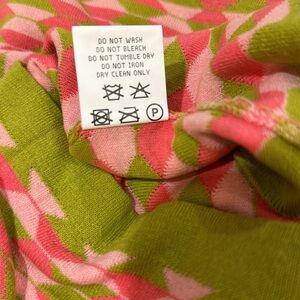 DO NOT WASH
DO NOT BLEACH
DO NOT TUMBLE DRY
DO NOT IRON
DRY CLEAN ONLY
P